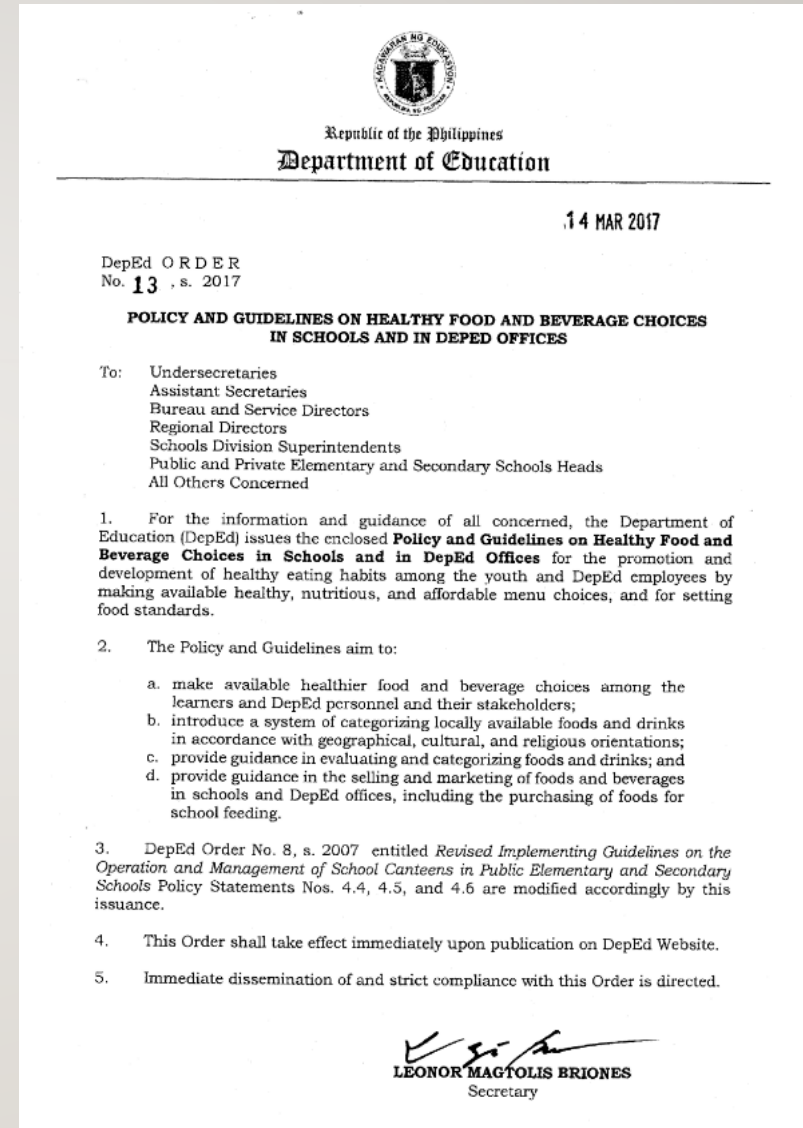 KAGAWARAN NG EDUKASYON
REPUBLIKA NG PILIPINAS
Republic of the Philippines
Department of Education
14 MAR 2017
DepEd O R D E R
No. 13 , s. 2017
POLICY AND GUIDELINES ON HEALTHY FOOD AND BEVERAGE CHOICES
IN SCHOOLS AND IN DEPED OFFICES
To: Undersecretaries
Assistant Secretaries
Bureau and Service Directors
Regional Directors
Schools Division Superintendents
Public and Private Elementary and Secondary Schools Heads
All Others Concerned
1. For the information and guidance of all concerned, the Department of
Education (DepEd) issues the enclosed Policy and Guidelines on Healthy Food and
Beverage Choices in Schools and in DepEd Offices for the promotion and
development of healthy eating habits among the youth and DepEd employees by
making available healthy, nutritious, and affordable menu choices, and for setting
food standards.
2. The Policy and Guidelines aim to:
a. make available healthier food and beverage choices among the
learners and DepEd personnel and their stakeholders;
b. introduce a system of categorizing locally available foods and drinks
in accordance with geographical, cultural, and religious orientations;
c. provide guidance in evaluating and categorizing foods and drinks; and
d. provide guidance in the selling and marketing of foods and beverages
in schools and DepEd offices, including the purchasing of foods for
school feeding.
3. DepEd Order No. 8, s. 2007 entitled Revised Implementing Guidelines on the
Operation and Management of School Canteens in Public Elementary and Secondary
Schools Policy Statements Nos. 4.4, 4.5, and 4.6 are modified accordingly by this
issuance.
4. This Order shall take effect immediately upon publication on DepEd Website.
5. Immediate dissemination of and strict compliance with this Order is directed.
LEONOR MAGTOLIS BRIONES
Secretary